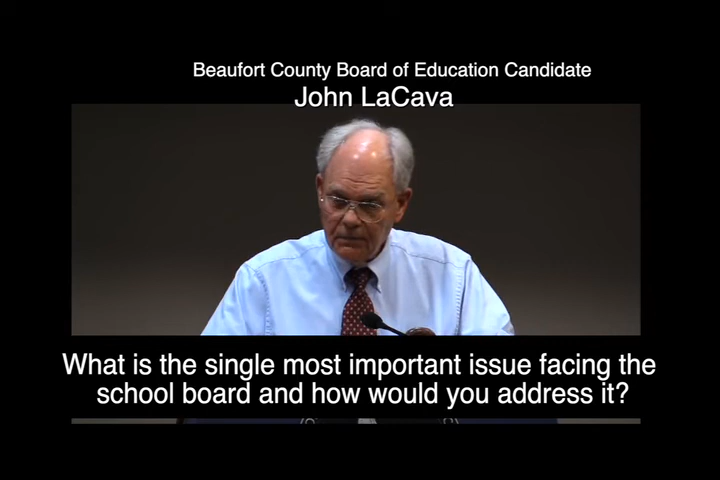 Beaufort County Board of Education Candidate
John LaCava
What is the single most important issue facing the
school board and how would you address it?